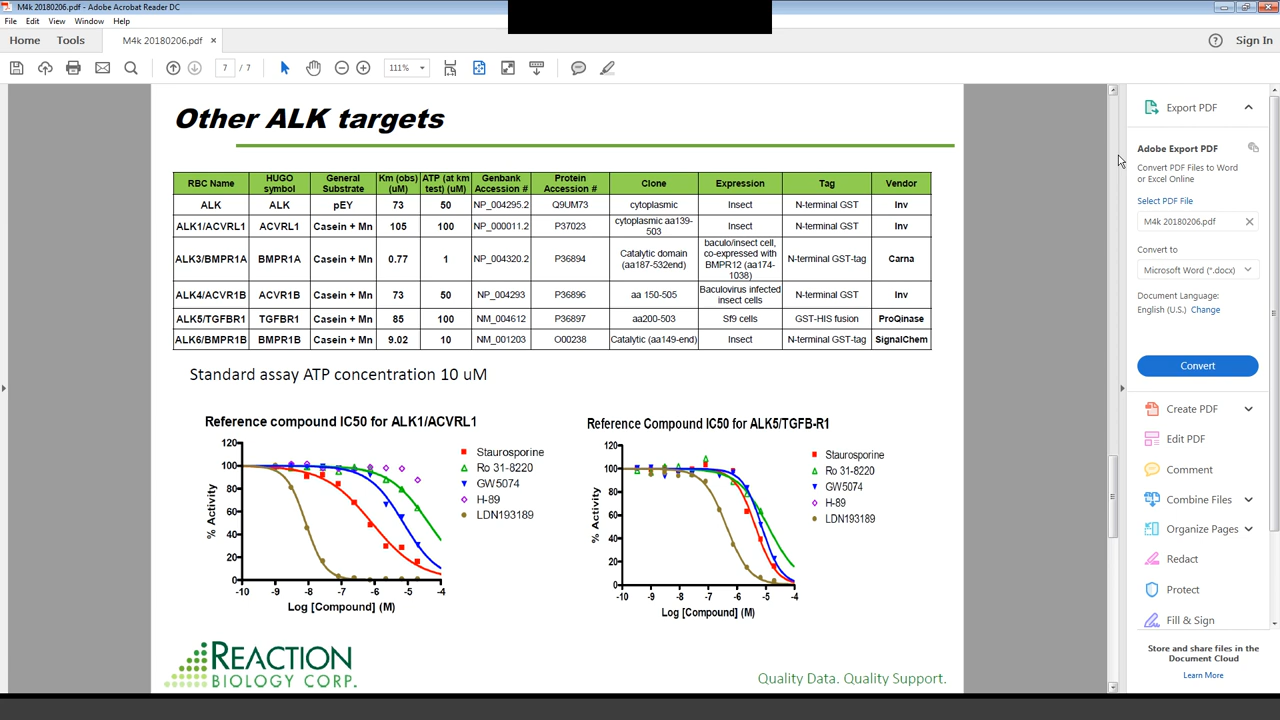 M4k 20180206.pdf - Adobe Acrobat Reader DC
File Edit View Window Help
Home Tools M4k 20180206.pdf × Sign In
7 / 7 111%
Other ALK targets
RBC Name HUGO symbol General Substrate Km (obs) (uM) ATP (at km test) (uM) Genbank Accession # Protein Accession # Clone Expression Tag Vendor
ALK ALK pEY 73 50 NP_004295.2 Q9UM73 cytoplasmic Insect N-terminal GST Inv
ALK1/ACVRL1 ACVRL1 Casein + Mn 105 100 NP_000011.2 P37023 cytoplasmic aa139-503 Insect N-terminal GST Inv
ALK3/BMPR1A BMPR1A Casein + Mn 0.77 1 NP_004320.2 P36894 Catalytic domain (aa187-532end) baculo/insect cell, co-expressed with BMPR12 (aa174-1038) N-terminal GST-tag Carna
ALK4/ACVR1B ACVR1B Casein + Mn 73 50 NP_004293 P36896 aa 150-505 Baculovirus infected insect cells N-terminal GST Inv
ALK5/TGFBR1 TGFBR1 Casein + Mn 85 100 NM_004612 P36897 aa200-503 Sf9 cells GST-HIS fusion ProQinase
ALK6/BMPR1B BMPR1B Casein + Mn 9.02 10 NM_001203 O00238 Catalytic (aa149-end) Insect N-terminal GST-tag SignalChem
Standard assay ATP concentration 10 uM
Reference compound IC50 for ALK1/ACVRL1
% Activity
120
100
80
60
40
20
0
-10 -9 -8 -7 -6 -5 -4
Log [Compound] (M)
Staurosporine
Ro 31-8220
GW5074
H-89
LDN193189
Reference Compound IC50 for ALK5/TGFB-R1
% Activity
120
100
80
60
40
20
0
-10 -9 -8 -7 -6 -5 -4
Log [Compound] (M)
Staurosporine
Ro 31-8220
GW5074
H-89
LDN193189
REACTION
BIOLOGY CORP.
Quality Data. Quality Support.
Export PDF
Adobe Export PDF
Convert PDF Files to Word
or Excel Online
Select PDF File
M4k 20180206.pdf
Convert to
Microsoft Word (*.docx)
Document Language:
English (U.S.) Change
Convert
Create PDF
Edit PDF
Comment
Combine Files
Organize Pages
Redact
Protect
Fill & Sign
Store and share files in the
Document Cloud
Learn More